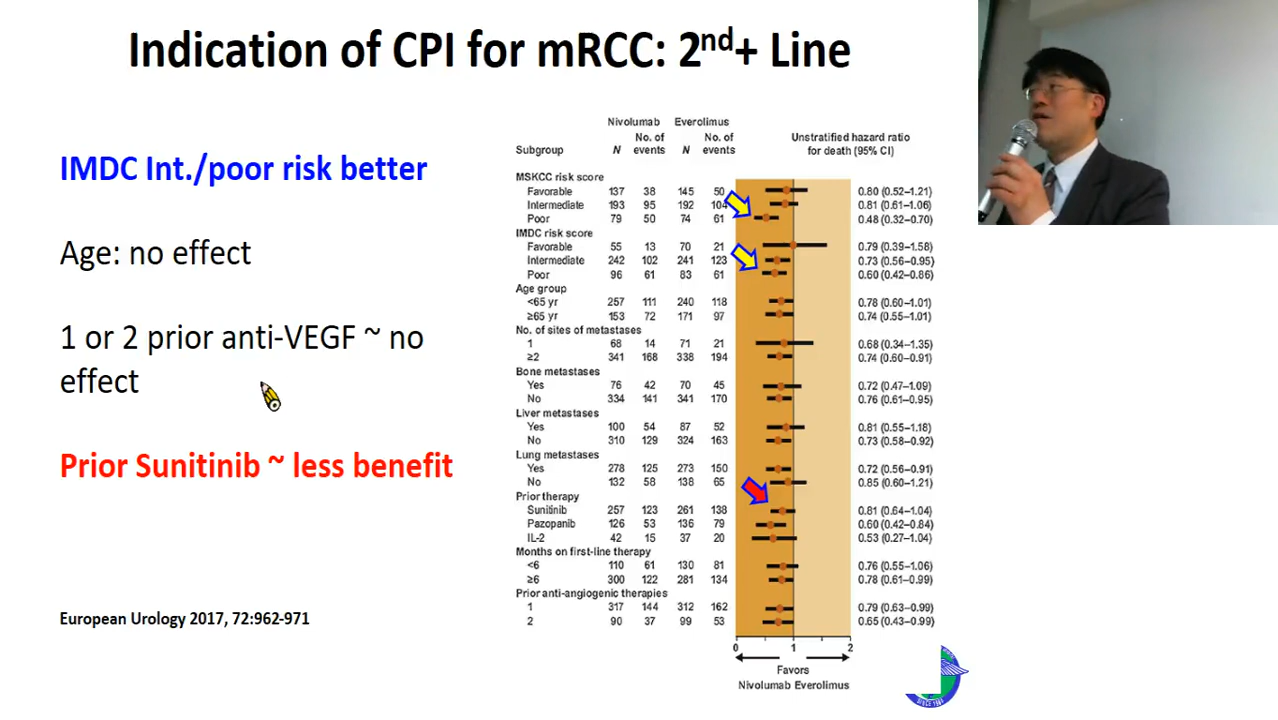 Indication of CPI for mRCC: 2nd+ Line
IMDC Int./poor risk better
Age: no effect
1 or 2 prior anti-VEGF ~ no
effect
Prior Sunitinib ~ less benefit
European Urology 2017, 72:962-971
Nivolumab Everolimus
No. of No. of Unstratified hazard ratio
Subgroup N events N events for death (95% CI)
MSKCC risk score
Favorable 137 38 145 50 0.80 (0.52–1.21)
Intermediate 193 95 192 104 0.81 (0.61–1.06)
Poor 79 50 74 61 0.48 (0.32–0.70)
IMDC risk score
Favorable 55 13 70 21 0.79 (0.39–1.58)
Intermediate 242 102 241 123 0.73 (0.56–0.95)
Poor 96 61 83 61 0.60 (0.42–0.86)
Age group
<65 yr 257 111 240 118 0.78 (0.60–1.01)
≥65 yr 153 72 171 97 0.74 (0.55–1.01)
No. of sites of metastases
1 68 14 71 21 0.68 (0.34–1.35)
≥2 341 168 338 194 0.74 (0.60–0.91)
Bone metastases
Yes 76 42 70 45 0.72 (0.47–1.09)
No 334 141 341 170 0.76 (0.61–0.95)
Liver metastases
Yes 100 54 87 52 0.81 (0.55–1.18)
No 310 129 324 163 0.73 (0.58–0.92)
Lung metastases
Yes 278 125 273 150 0.72 (0.56–0.91)
No 132 58 138 65 0.85 (0.60–1.21)
Prior therapy
Sunitinib 257 123 261 138 0.81 (0.64–1.04)
Pazopanib 126 53 136 79 0.60 (0.42–0.84)
IL-2 42 15 37 20 0.53 (0.27–1.04)
Months on first-line therapy
<6 110 61 130 81 0.76 (0.55–1.06)
≥6 300 122 281 134 0.78 (0.61–0.99)
Prior anti-angiogenic therapies
1 317 144 312 162 0.79 (0.63–0.99)
2 90 37 99 53 0.65 (0.43–0.99)
0 1 2
Favors
Nivolumab Everolimus